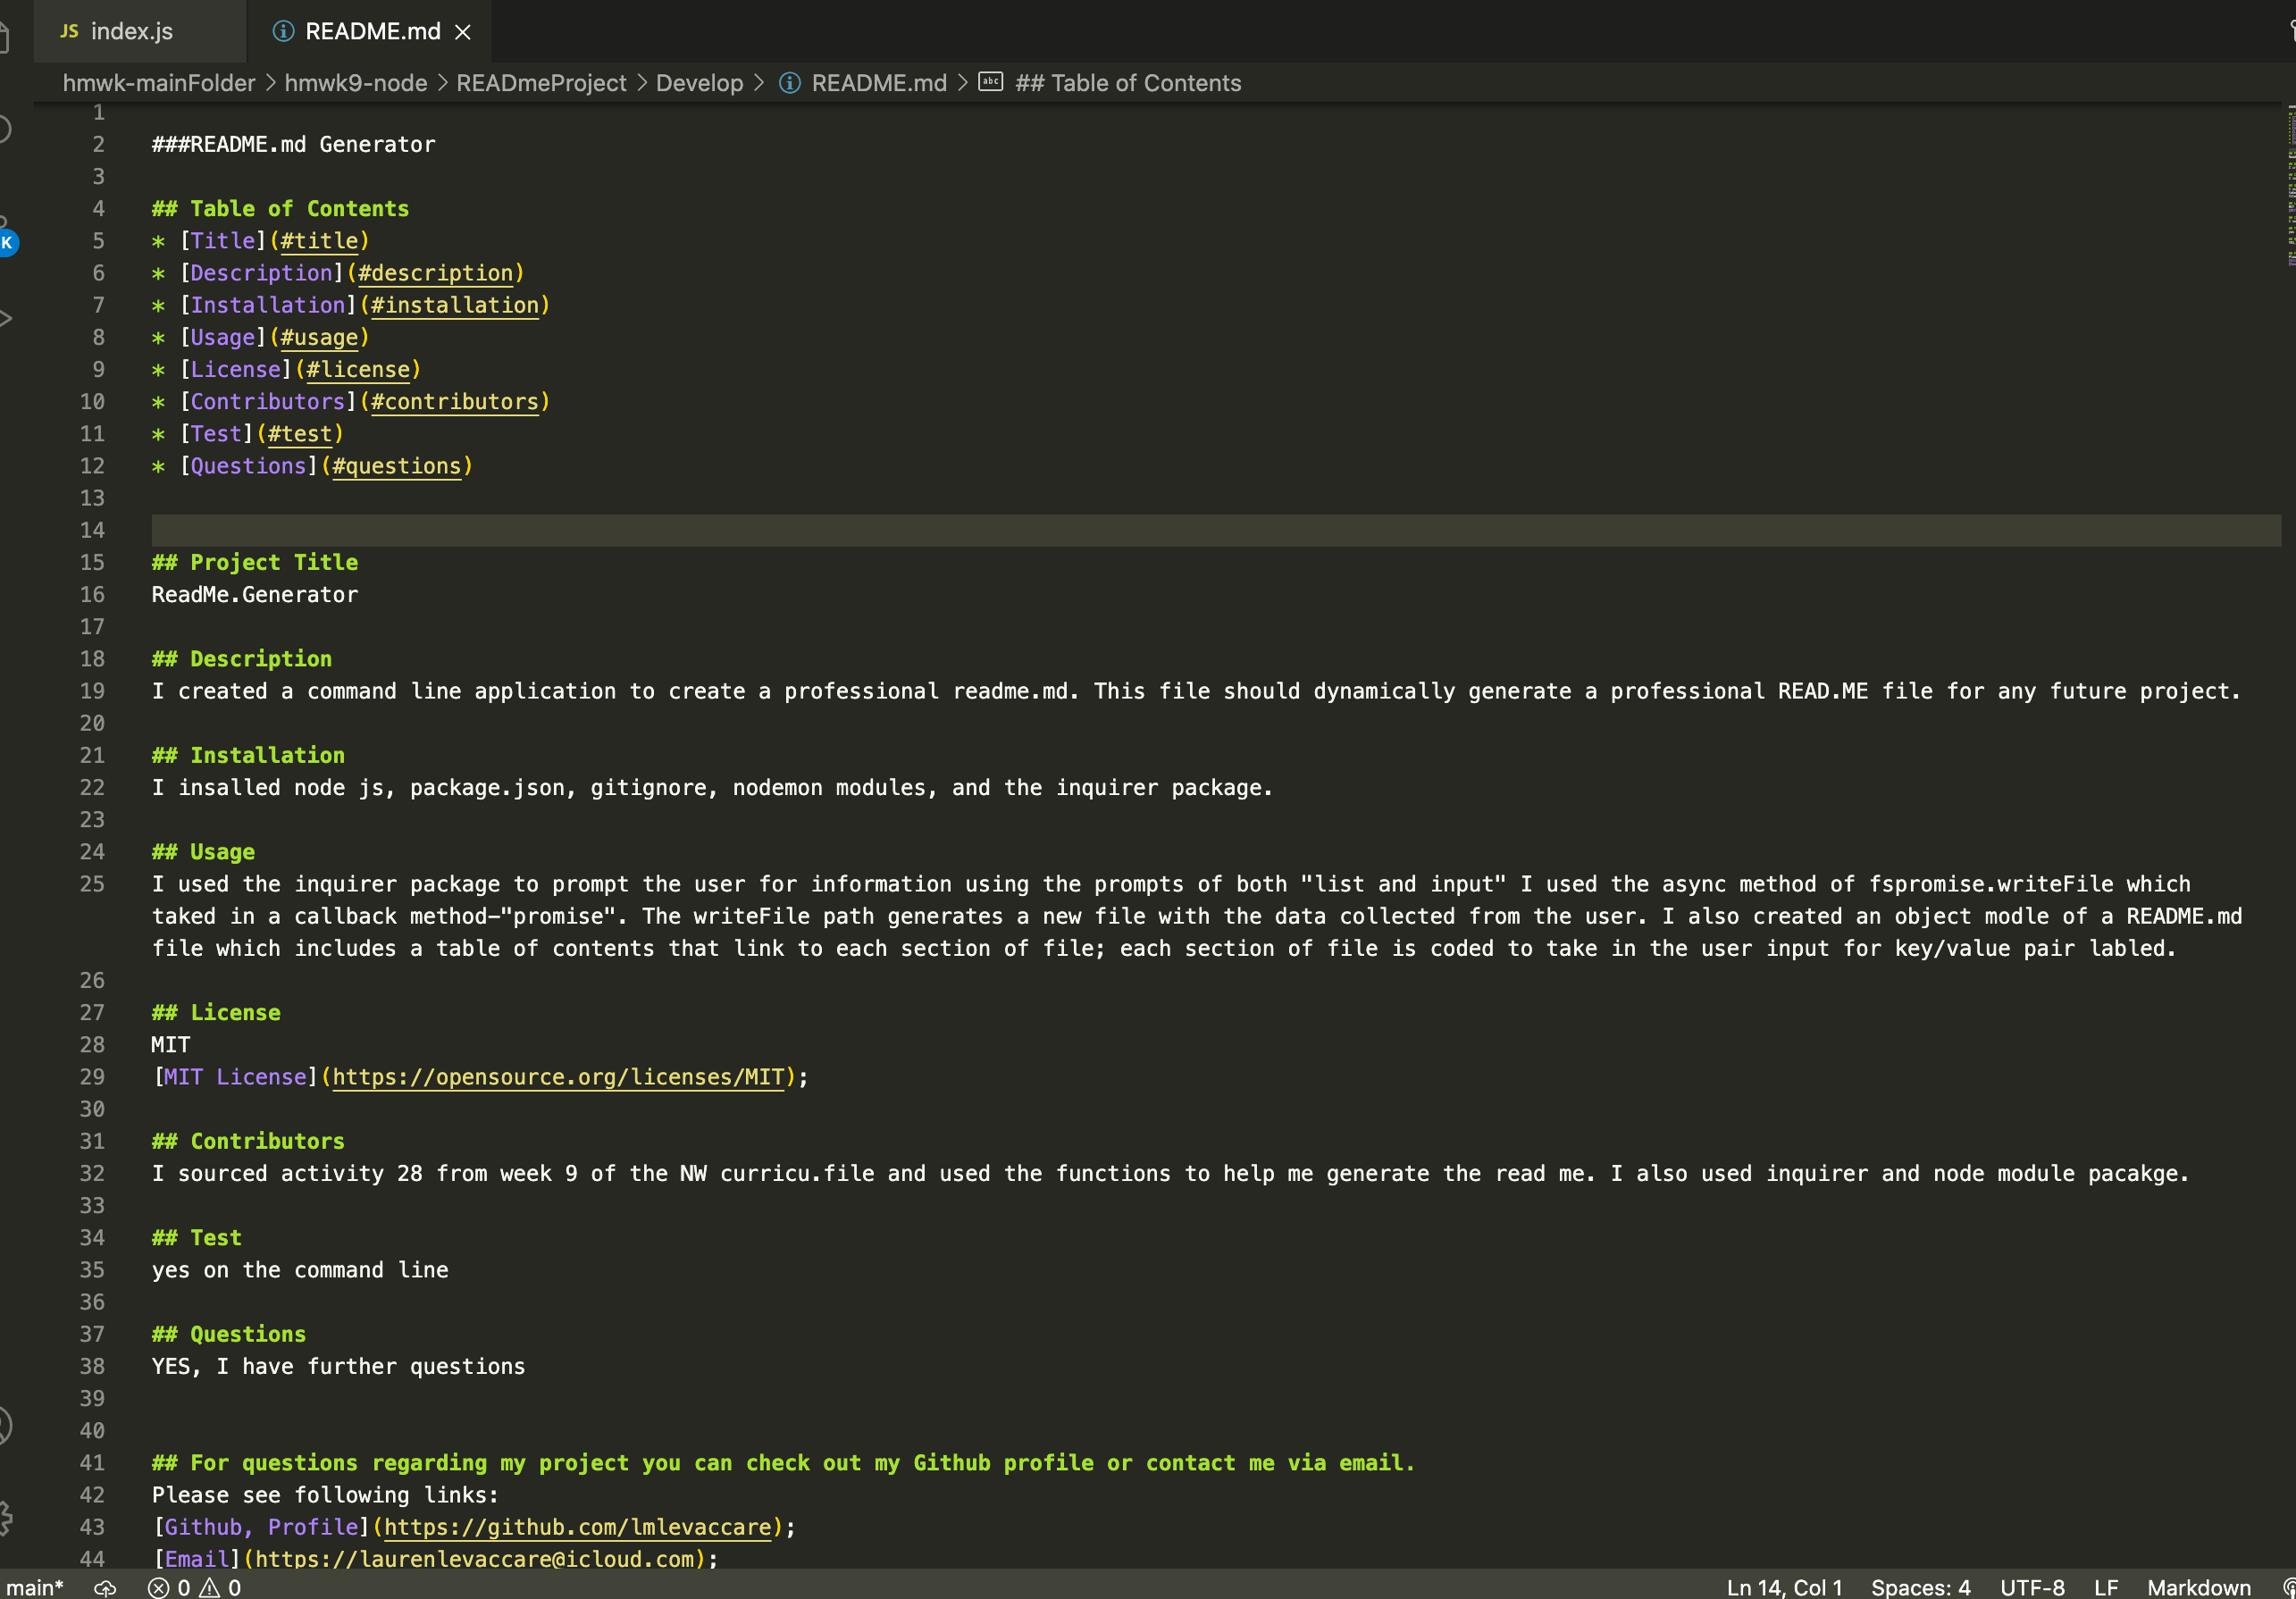 JS index.js
README.md
hmwk-mainFolder > hmwk9-node > READmeProject > Develop > README.md > abc ## Table of Contents
1
2 ###README.md Generator
3
4 ## Table of Contents
5 * [Title](#title)
6 * [Description](#description)
7 * [Installation](#installation)
8 * [Usage](#usage)
9 * [License](#license)
10 * [Contributors](#contributors)
11 * [Test](#test)
12 * [Questions](#questions)
13
14
15 ## Project Title
16 ReadMe.Generator
17
18 ## Description
19 I created a command line application to create a professional readme.md. This file should dynamically generate a professional READ.ME file for any future project.
20
21 ## Installation
22 I insalled node js, package.json, gitignore, nodemon modules, and the inquirer package.
23
24 ## Usage
25 I used the inquirer package to prompt the user for information using the prompts of both "list and input" I used the async method of fspromise.writeFile which
taked in a callback method-"promise". The writeFile path generates a new file with the data collected from the user. I also created an object modle of a README.md
file which includes a table of contents that link to each section of file; each section of file is coded to take in the user input for key/value pair labled.
26
27 ## License
28 MIT
29 [MIT License](https://opensource.org/licenses/MIT);
30
31 ## Contributors
32 I sourced activity 28 from week 9 of the NW curricu.file and used the functions to help me generate the read me. I also used inquirer and node module pacakge.
33
34 ## Test
35 yes on the command line
36
37 ## Questions
38 YES, I have further questions
39
40
41 ## For questions regarding my project you can check out my Github profile or contact me via email.
42 Please see following links:
43 [Github, Profile](https://github.com/lmlevaccare);
44 [Email](https://laurenlevaccare@icloud.com);
K
main* 0 0 Ln 14, Col 1 Spaces: 4 UTF-8 LF Markdown